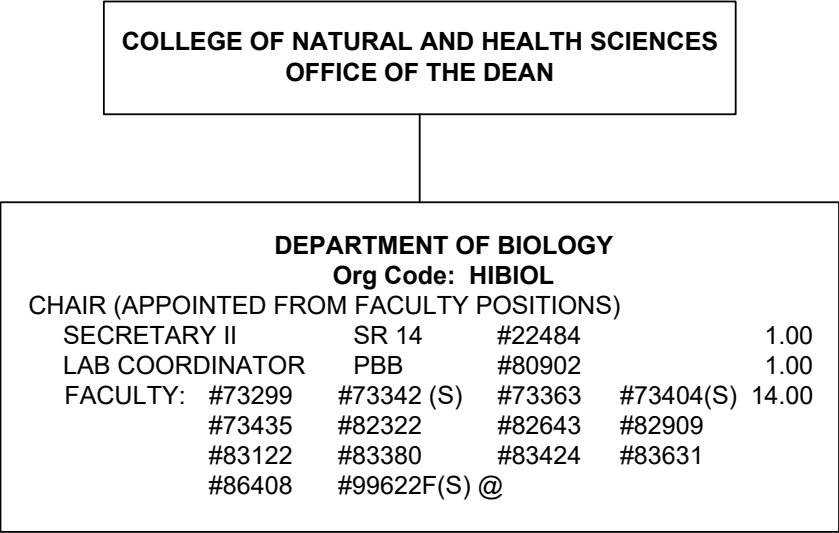 COLLEGE OF NATURAL AND HEALTH SCIENCES
OFFICE OF THE DEAN
DEPARTMENT OF BIOLOGY
Org Code: HIBIOL
CHAIR (APPOINTED FROM FACULTY POSITIONS)
SECRETARY II SR 14 #22484 1.00
LAB COORDINATOR PBB #80902 1.00
FACULTY: #73299 #73342 (S) #73363 #73404(S) 14.00
#73435 #82322 #82643 #82909
#83122 #83380 #83424 #83631
#86408 #99622F(S) @